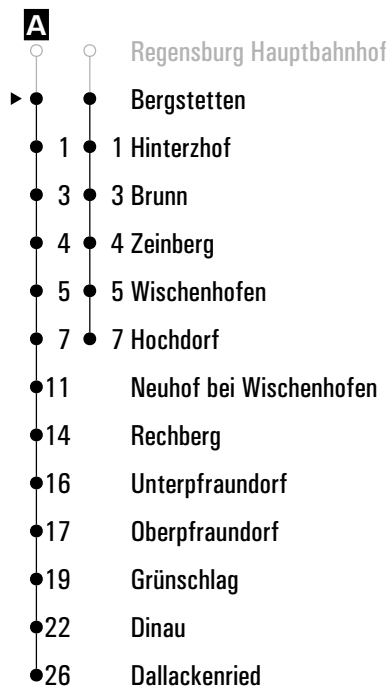 A
Regensburg Hauptbahnhof
Bergstetten
1 1 Hinterzhof
3 3 Brunn
4 4 Zeinberg
5 5 Wischenhofen
7 7 Hochdorf
11 Neuhof bei Wischenhofen
14 Rechberg
16 Unterpfraundorf
17 Oberpfraundorf
19 Grünschlag
22 Dinau
26 Dallackenried